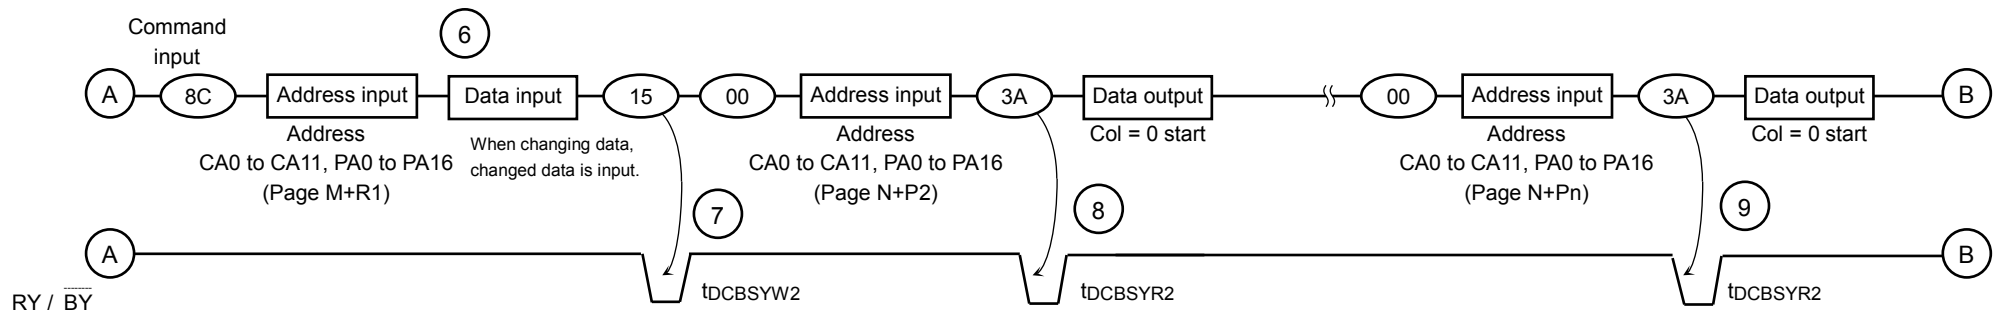 Command
input
6
A 8C Address input Data input 15 00 Address input 3A Data output 00 Address input 3A Data output B
Address
CA0 to CA11, PA0 to PA16
(Page M+R1)
When changing data,
changed data is input.
Address
CA0 to CA11, PA0 to PA16
(Page N+P2)
Col = 0 start
Address
CA0 to CA11, PA0 to PA16
(Page N+Pn)
Col = 0 start
7
8
9
A B
RY / BY
tDCBSYW2
tDCBSYR2
tDCBSYR2